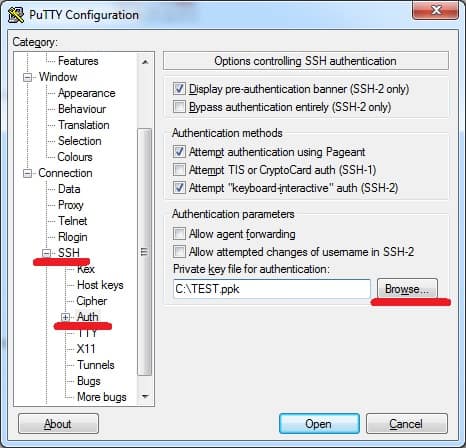 PuTTY Configuration
Category:
Features
Window
Appearance
Behaviour
Translation
Selection
Colours
Connection
Data
Proxy
Telnet
Rlogin
SSH
Kex
Host keys
Cipher
Auth
TTY
X11
Tunnels
Bugs
More bugs
Options controlling SSH authentication
Display pre-authentication banner (SSH-2 only)
Bypass authentication entirely (SSH-2 only)
Authentication methods
Attempt authentication using Pageant
Attempt TIS or CryptoCard auth (SSH-1)
Attempt "keyboard-interactive" auth (SSH-2)
Authentication parameters
Allow agent forwarding
Allow attempted changes of username in SSH-2
Private key file for authentication:
C:\TEST.ppk
Browse...
About
Open
Cancel